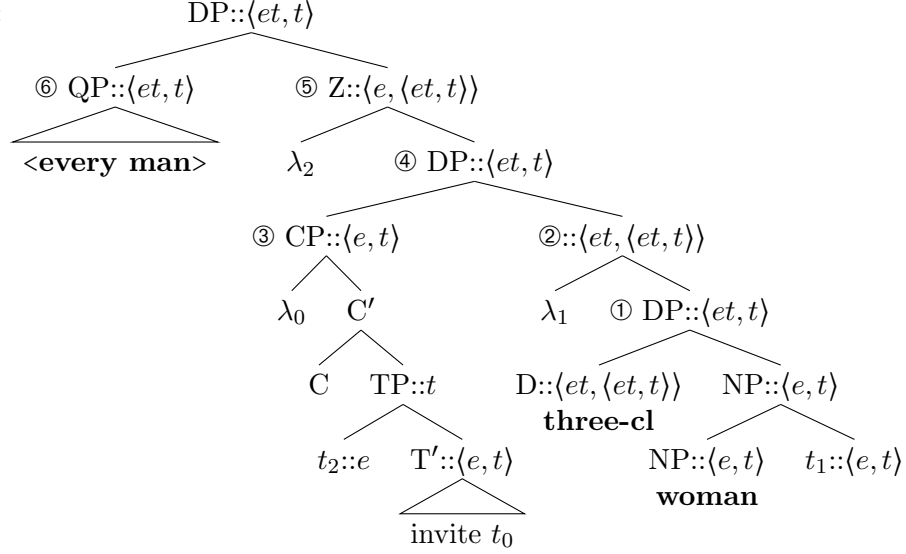 DP::⟨et, t⟩
⑥ QP::⟨et, t⟩ ⑤ Z::⟨e, ⟨et, t⟩⟩
<every man> λ₂ ④ DP::⟨et, t⟩
③ CP::⟨e, t⟩ ②::⟨et, ⟨et, t⟩⟩
λ₀ C′ λ₁ ① DP::⟨et, t⟩
C TP::t D::⟨et, ⟨et, t⟩⟩ NP::⟨e, t⟩
three-cl
t₂::e T′::⟨e, t⟩ NP::⟨e, t⟩ t₁::⟨e, t⟩
woman
invite t₀